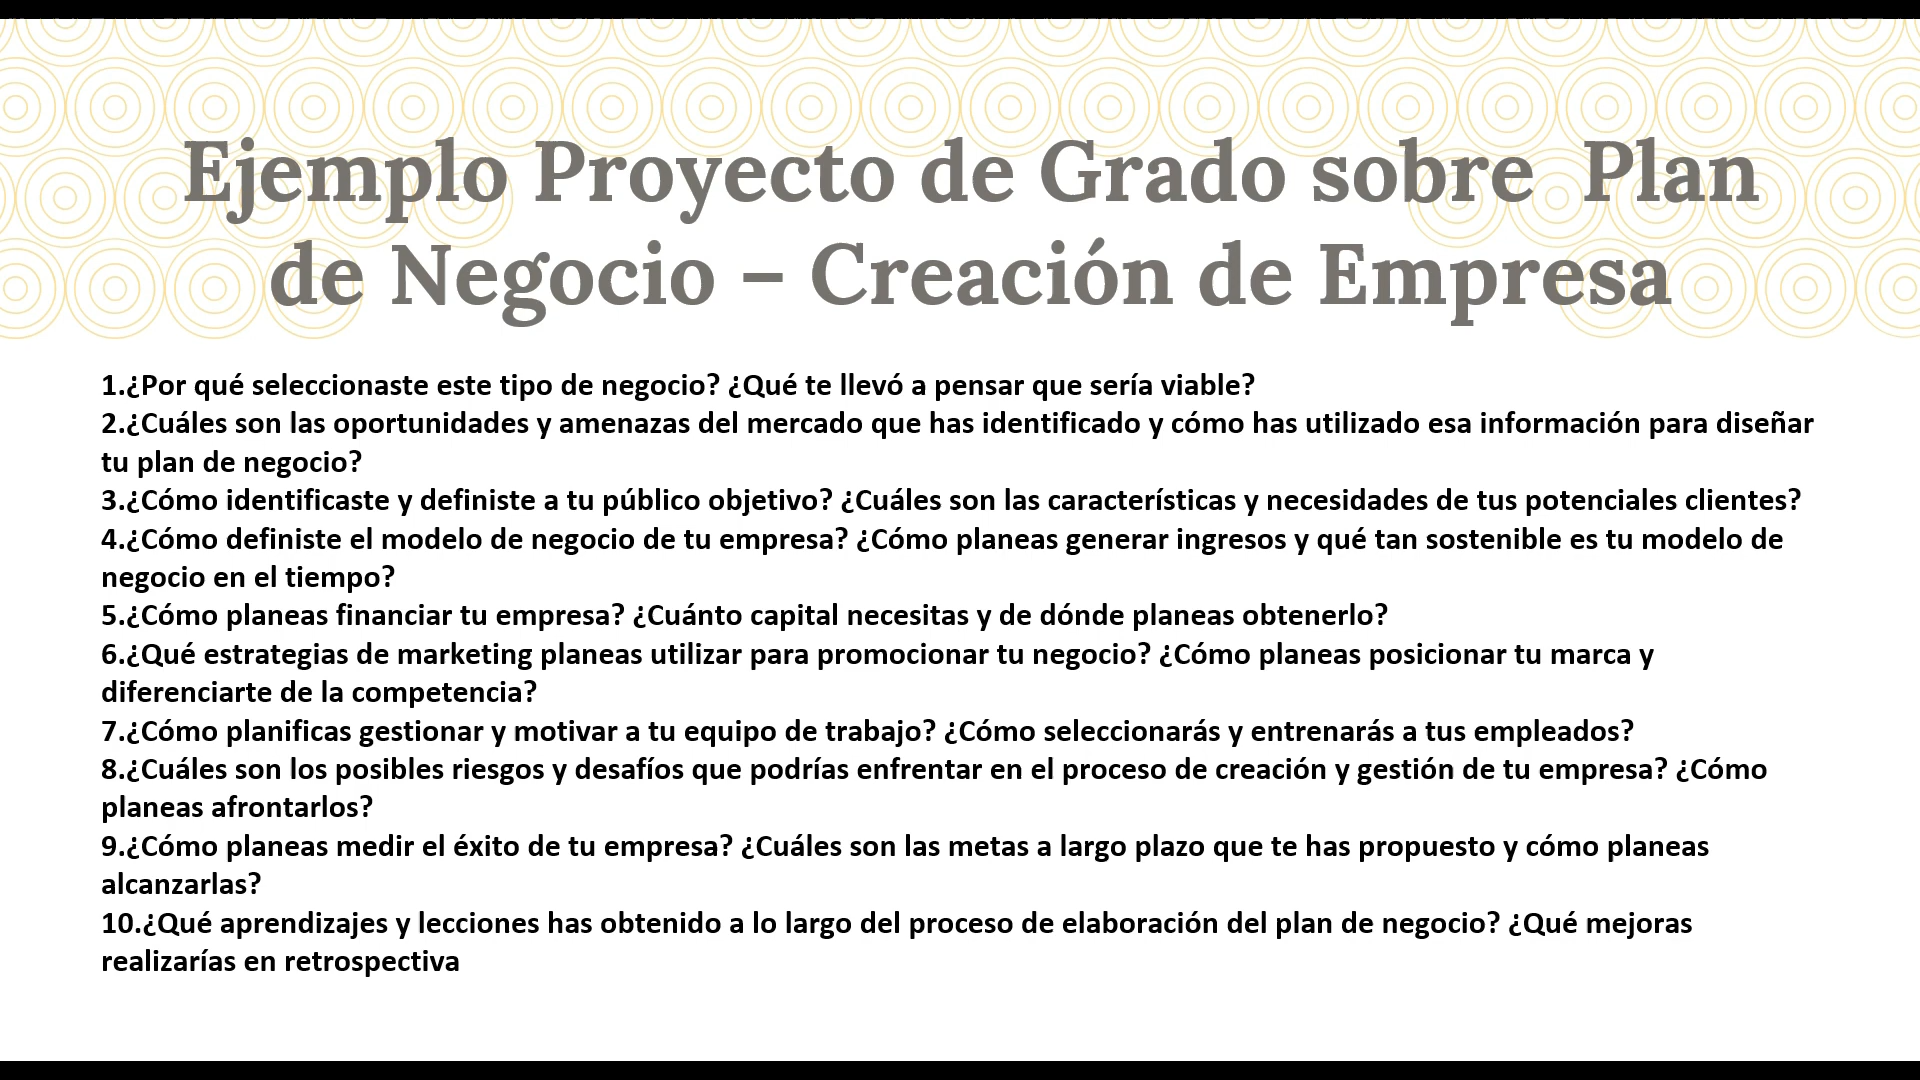 Ejemplo Proyecto de Grado sobre Plan
de Negocio – Creación de Empresa
1.¿Por qué seleccionaste este tipo de negocio? ¿Qué te llevó a pensar que sería viable?
2.¿Cuáles son las oportunidades y amenazas del mercado que has identificado y cómo has utilizado esa información para diseñar
tu plan de negocio?
3.¿Cómo identificaste y definiste a tu público objetivo? ¿Cuáles son las características y necesidades de tus potenciales clientes?
4.¿Cómo definiste el modelo de negocio de tu empresa? ¿Cómo planeas generar ingresos y qué tan sostenible es tu modelo de
negocio en el tiempo?
5.¿Cómo planeas financiar tu empresa? ¿Cuánto capital necesitas y de dónde planeas obtenerlo?
6.¿Qué estrategias de marketing planeas utilizar para promocionar tu negocio? ¿Cómo planeas posicionar tu marca y
diferenciarte de la competencia?
7.¿Cómo planificas gestionar y motivar a tu equipo de trabajo? ¿Cómo seleccionarás y entrenarás a tus empleados?
8.¿Cuáles son los posibles riesgos y desafíos que podrías enfrentar en el proceso de creación y gestión de tu empresa? ¿Cómo
planeas afrontarlos?
9.¿Cómo planeas medir el éxito de tu empresa? ¿Cuáles son las metas a largo plazo que te has propuesto y cómo planeas
alcanzarlas?
10.¿Qué aprendizajes y lecciones has obtenido a lo largo del proceso de elaboración del plan de negocio? ¿Qué mejoras
realizarías en retrospectiva